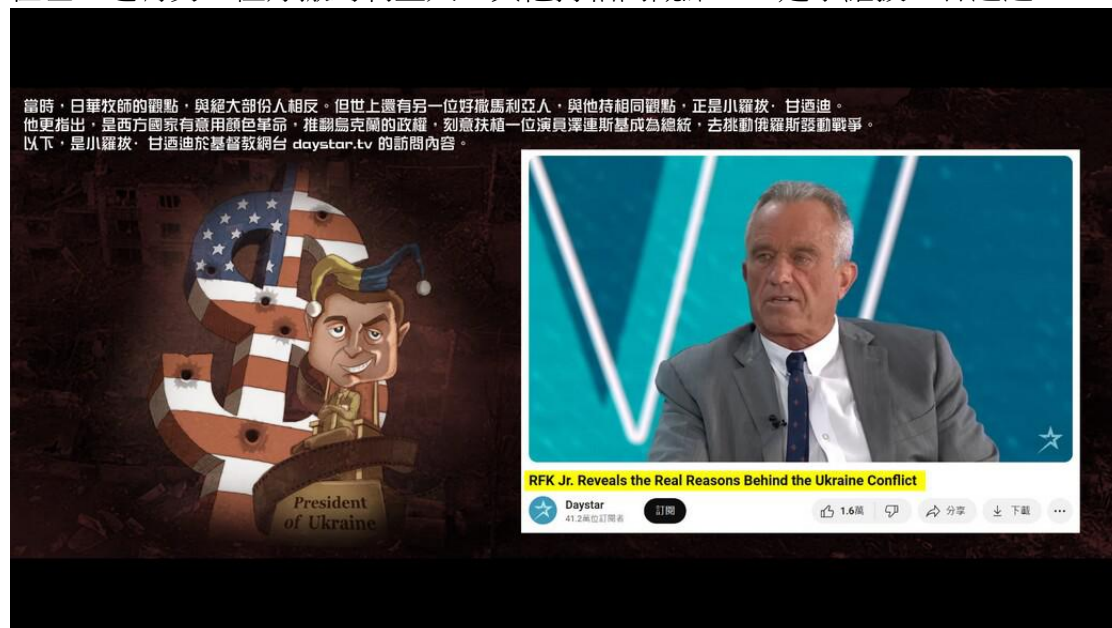 當時,日華牧師的觀點,與絕大部份人相反。但世上還有另一位好撒馬利亞人,與他持相同觀點,正是小羅拔·甘迺迪。
他更指出,是西方國家有意用顏色革命,推翻烏克蘭的政權,刻意扶植一位演員澤連斯基成為總統,去挑動俄羅斯發動戰爭。
以下,是小羅拔·甘迺迪於基督教網台 daystar.tv 的訪問內容。
President
of Ukraine
RFK Jr. Reveals the Real Reasons Behind the Ukraine Conflict
Daystar
41.2萬位訂閱者
訂閱
1.6萬
分享
下載